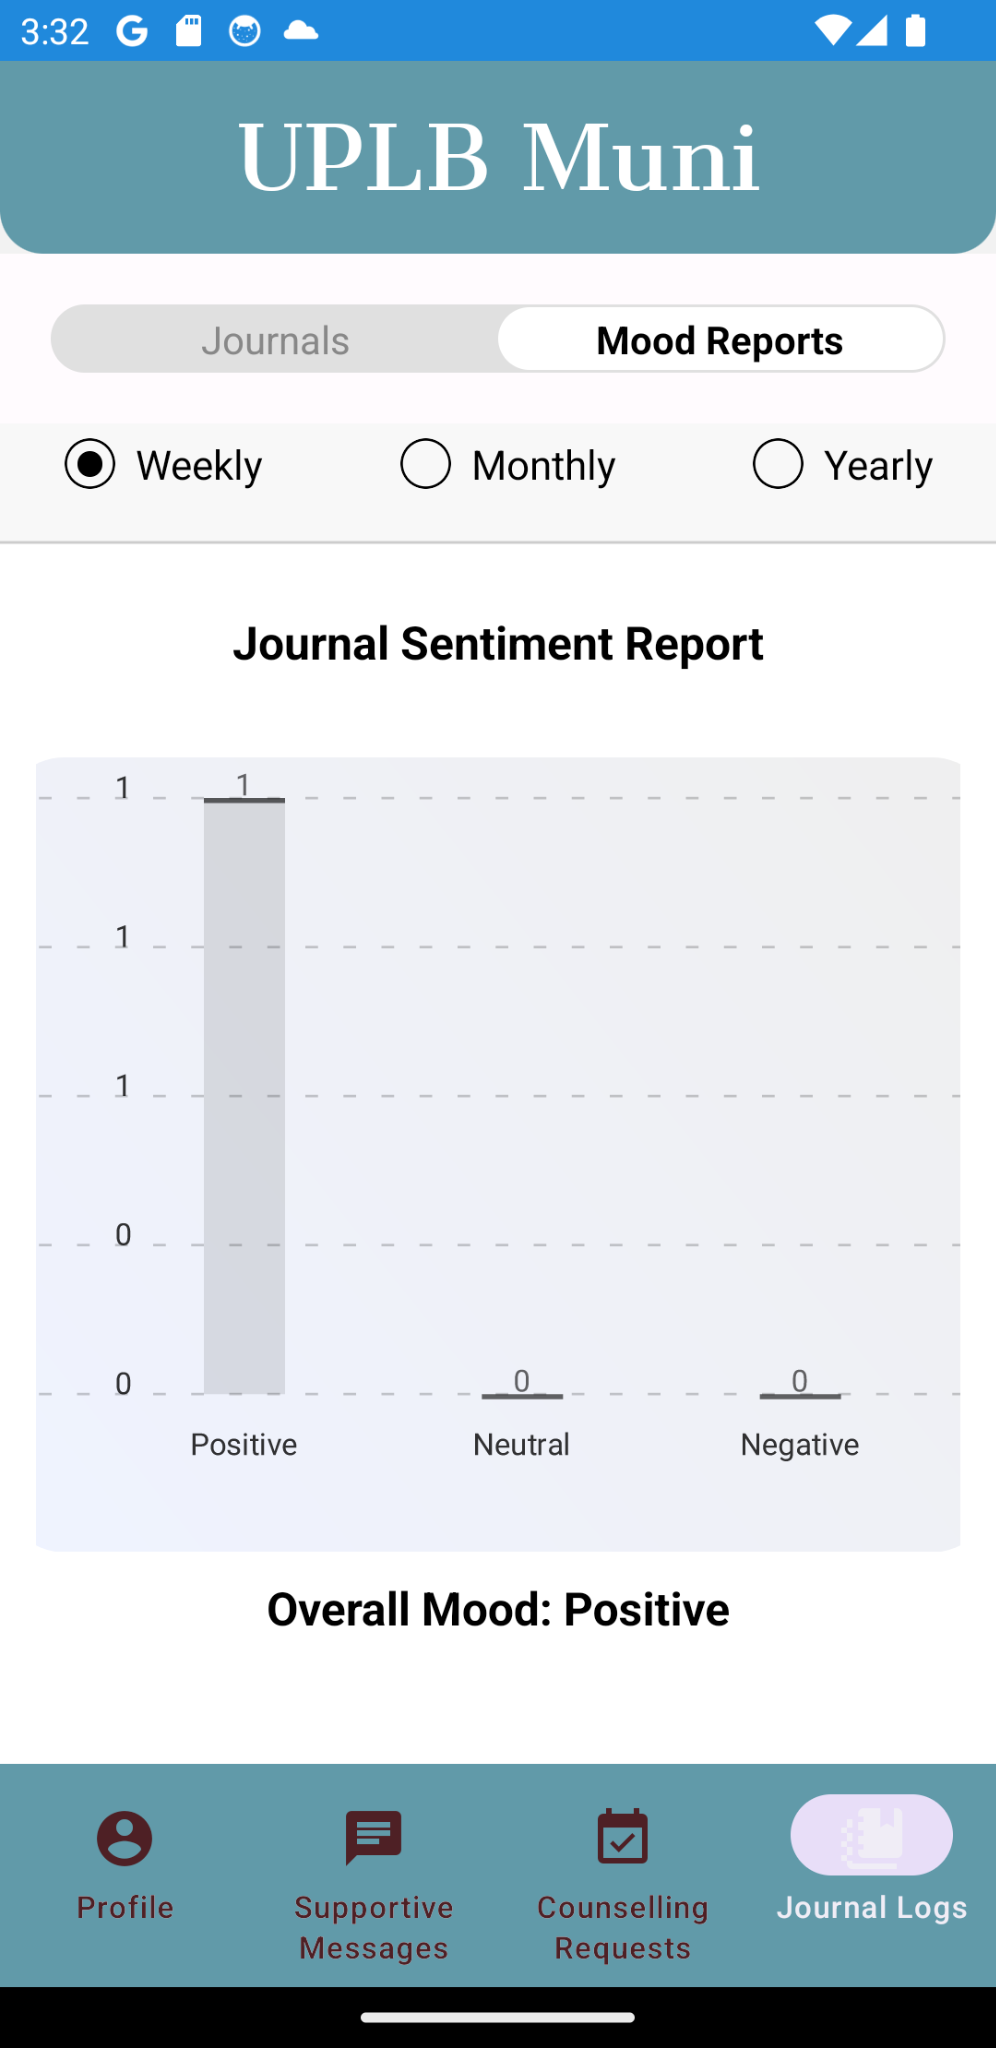 3:32
UPLB Muni
Journals Mood Reports
Weekly Monthly Yearly
Journal Sentiment Report
1
1
1
1
0
0
0
0
Positive Neutral Negative
Overall Mood: Positive
Profile
Supportive Messages
Counselling Requests
Journal Logs